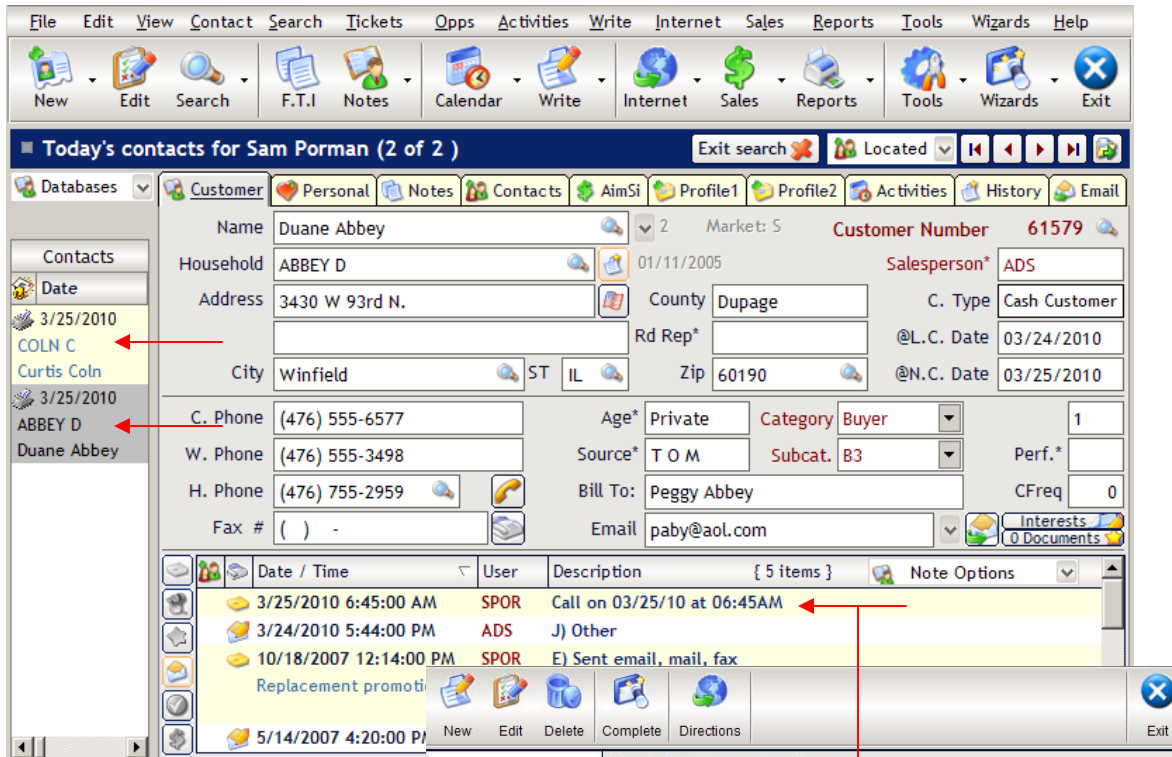 File Edit View Contact Search Tickets Opps Activities Write Internet Sales Reports Tools Wizards Help
New Edit Search F.T.I Notes Calendar Write Internet Sales Reports Tools Wizards Exit
Today's contacts for Sam Porman (2 of 2 ) Exit search Located
Databases Customer Personal Notes Contacts AimSi Profile1 Profile2 Activities History Email
Name Duane Abbey 2 Market: S Customer Number 61579
Contacts Household ABBEY D 01/11/2005 Salesperson* ADS
Date Address 3430 W 93rd N. County Dupage C. Type Cash Customer
3/25/2010
COLN C Rd Rep* @L.C. Date 03/24/2010
Curtis Coln City Winfield ST IL Zip 60190 @N.C. Date 03/25/2010
3/25/2010
ABBEY D C. Phone (476) 555-6577 Age* Private Category Buyer 1
Duane Abbey W. Phone (476) 555-3498 Source* T O M Subcat. B3 Perf.*
H. Phone (476) 755-2959 Bill To: Peggy Abbey CFreq 0
Fax # ( ) - Email paby@aol.com Interests
0 Documents
Date / Time User Description { 5 items } Note Options
3/25/2010 6:45:00 AM SPOR Call on 03/25/10 at 06:45AM
3/24/2010 5:44:00 PM ADS J) Other
10/18/2007 12:14:00 PM SPOR E) Sent email, mail, fax
Replacement promoti
5/14/2007 4:20:00 P
New Edit Delete Complete Directions Exit